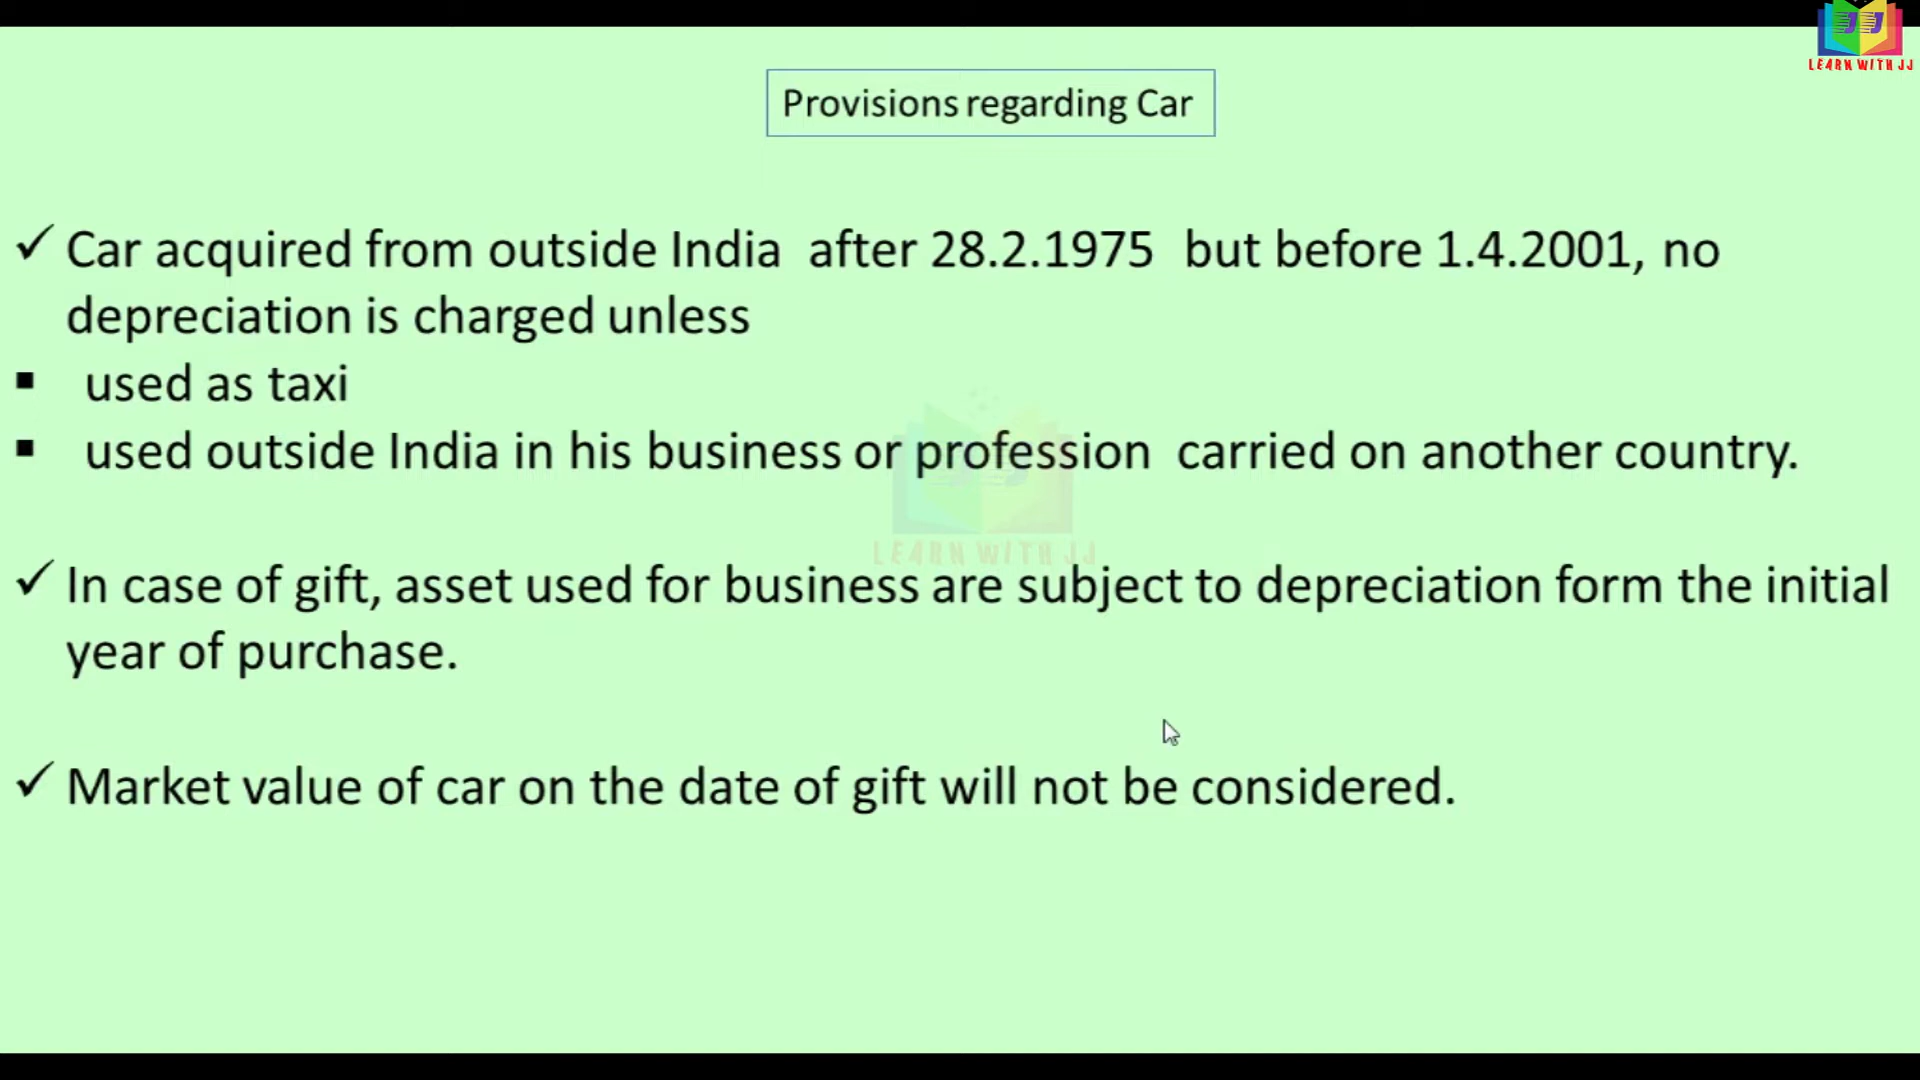 LEARN WITH JJ
Provisions regarding Car
✓ Car acquired from outside India after 28.2.1975 but before 1.4.2001, no
depreciation is charged unless
▪ used as taxi
▪ used outside India in his business or profession carried on another country.
LEARN WITH JJ
✓ In case of gift, asset used for business are subject to depreciation form the initial
year of purchase.
✓ Market value of car on the date of gift will not be considered.